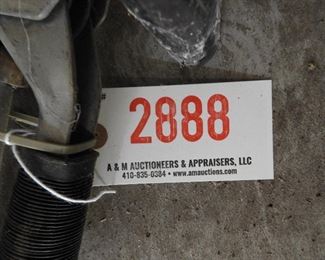 #
2888
A & M AUCTIONEERS & APPRAISERS, LLC
410-835-0384 • www.amauctions.com